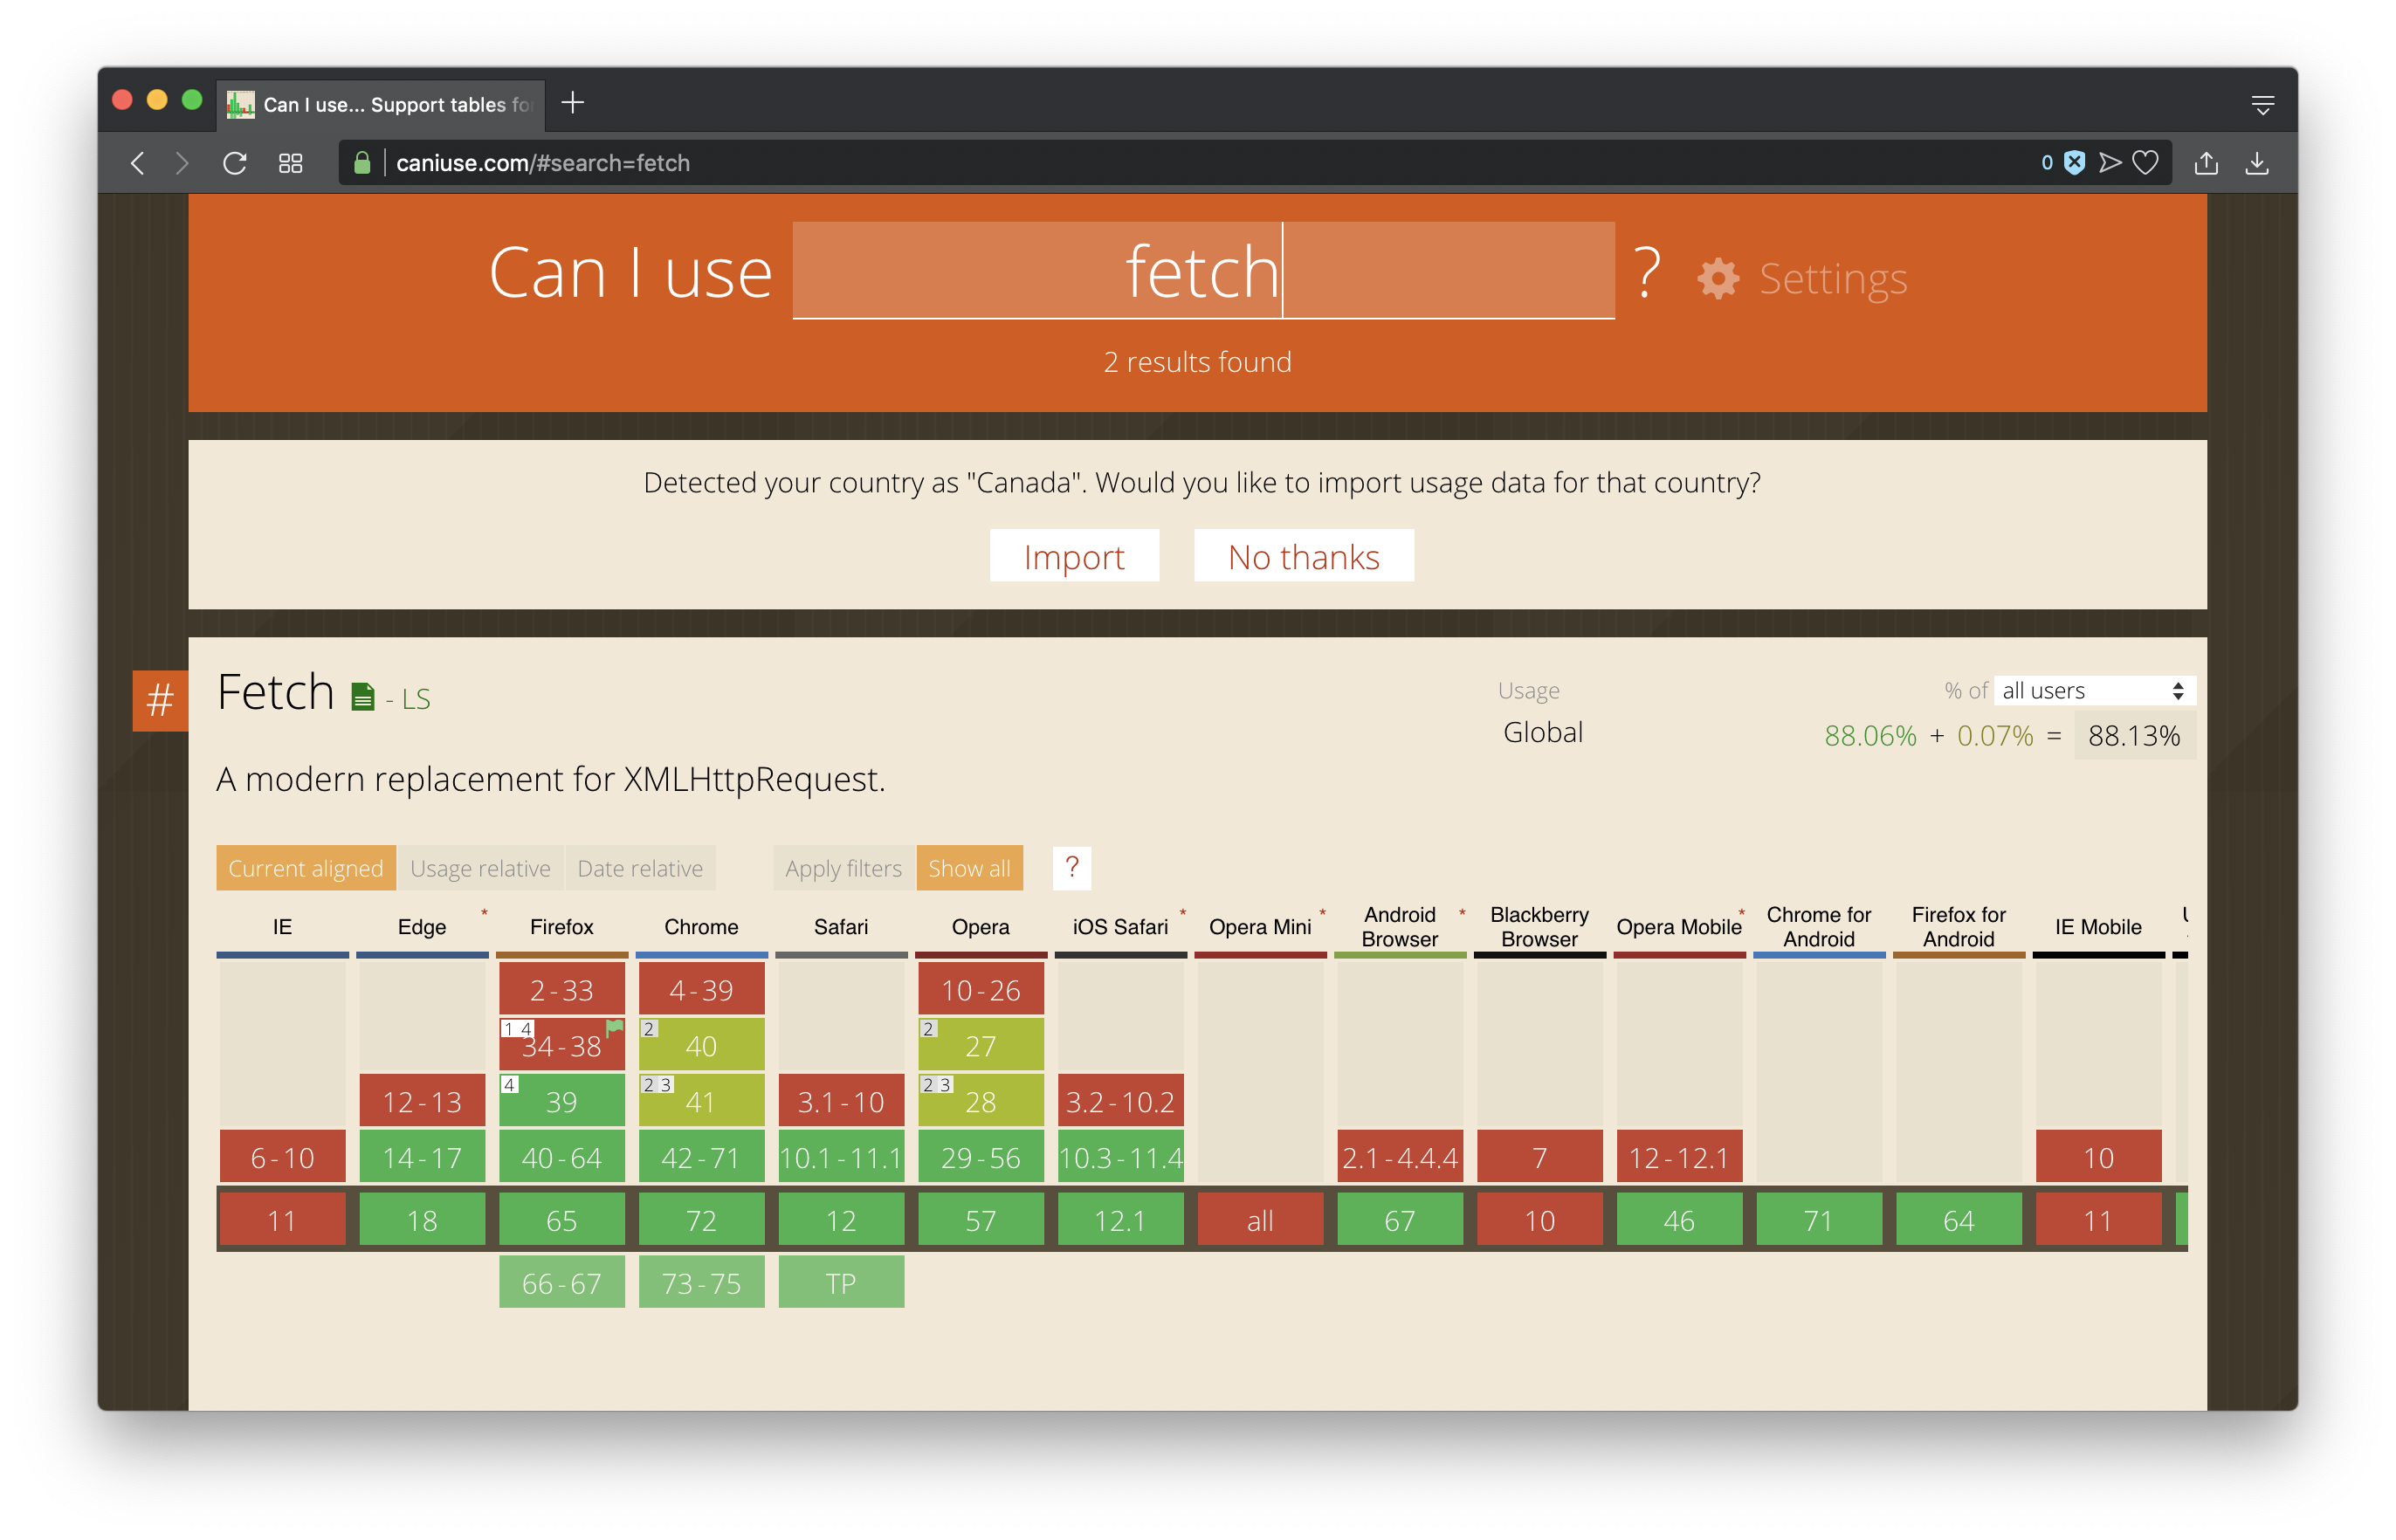 Can I use... Support tables fo
caniuse.com/#search=fetch
0
Can I use fetch ? Settings
2 results found
Detected your country as "Canada". Would you like to import usage data for that country?
Import No thanks
# Fetch - LS
Usage % of all users
Global 88.06% + 0.07% = 88.13%
A modern replacement for XMLHttpRequest.
Current aligned Usage relative Date relative Apply filters Show all ?
IE Edge * Firefox Chrome Safari Opera iOS Safari * Opera Mini * Android Browser * Blackberry Browser Opera Mobile * Chrome for Android Firefox for Android IE Mobile
2-33 4-39 10-26
1 4 34-38 2 40 2 27
12-13 4 39 2 3 41 3.1-10 2 3 28 3.2-10.2
6-10 14-17 40-64 42-71 10.1-11.1 29-56 10.3-11.4 2.1-4.4.4 7 12-12.1 10
11 18 65 72 12 57 12.1 all 67 10 46 71 64 11
66-67 73-75 TP